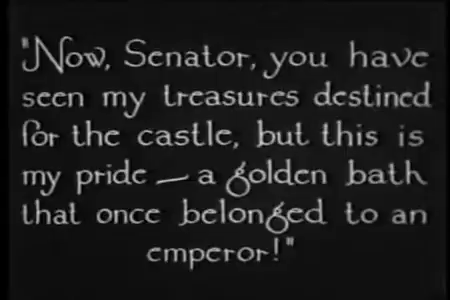 "Now, Senator, you have
seen my treasures destined
for the castle, but this is
my pride — a golden bath
that once belonged to an
emperor!"